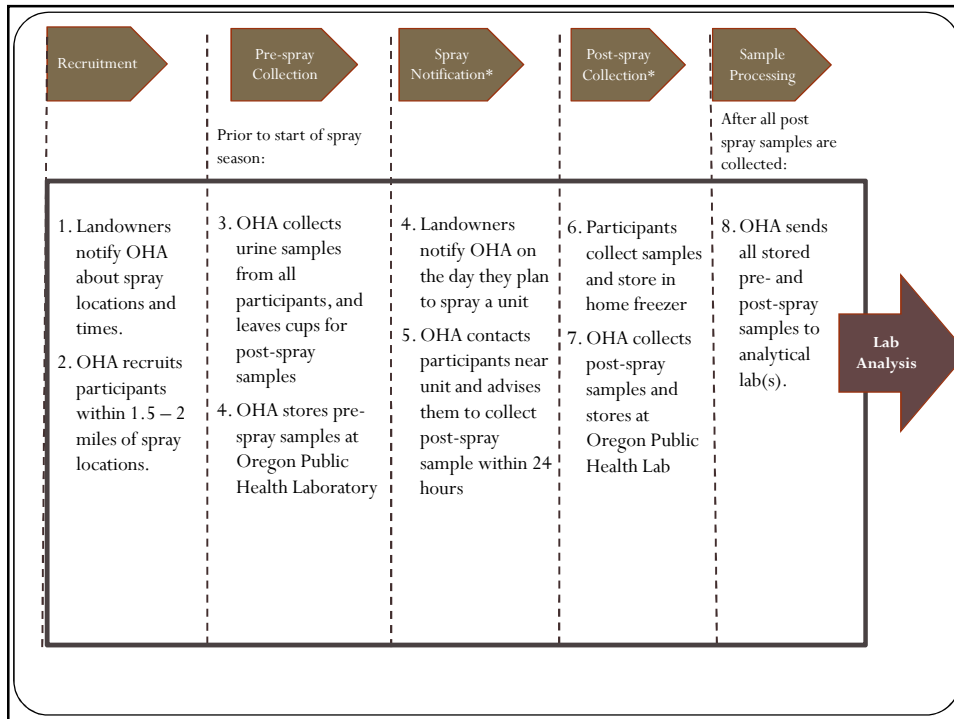 Recruitment
Pre-spray
Collection
Spray
Notification*
Post-spray
Collection*
Sample
Processing
Prior to start of spray
season:
After all post
spray samples are
collected:
1. Landowners
notify OHA
about spray
locations and
times.
2. OHA recruits
participants
within 1.5 – 2
miles of spray
locations.
3. OHA collects
urine samples
from all
participants, and
leaves cups for
post-spray
samples
4. OHA stores pre-
spray samples at
Oregon Public
Health Laboratory
4. Landowners
notify OHA on
the day they plan
to spray a unit
5. OHA contacts
participants near
unit and advises
them to collect
post-spray
sample within 24
hours
6. Participants
collect samples
and store in
home freezer
7. OHA collects
post-spray
samples and
stores at
Oregon Public
Health Lab
8. OHA sends
all stored
pre- and
post-spray
samples to
analytical
lab(s).
Lab
Analysis